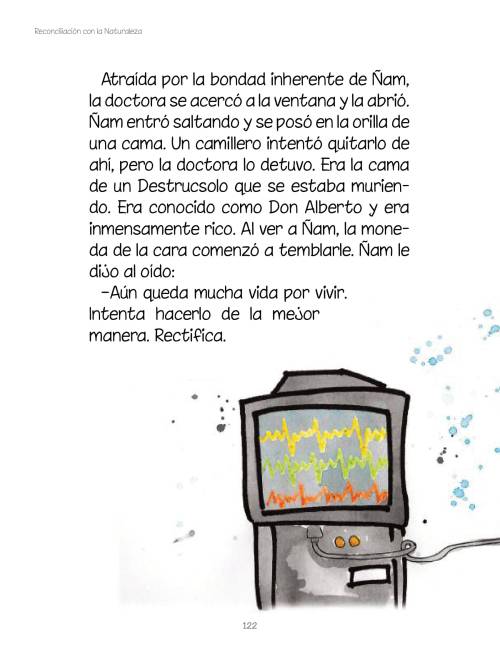 Reconciliación con la Naturaleza
Atraída por la bondad inherente de Ñam,
la doctora se acercó a la ventana y la abrió.
Ñam entró saltando y se posó en la orilla de
una cama. Un camillero intentó quitarlo de
ahí, pero la doctora lo detuvo. Era la cama
de un Destrucsolo que se estaba murien-
do. Era conocido como Don Alberto y era
inmensamente rico. Al ver a Ñam, la mone-
da de la cara comenzó a temblarle. Ñam le
dijo al oído:
–Aún queda mucha vida por vivir.
Intenta hacerlo de la mejor
manera. Rectifica.
122